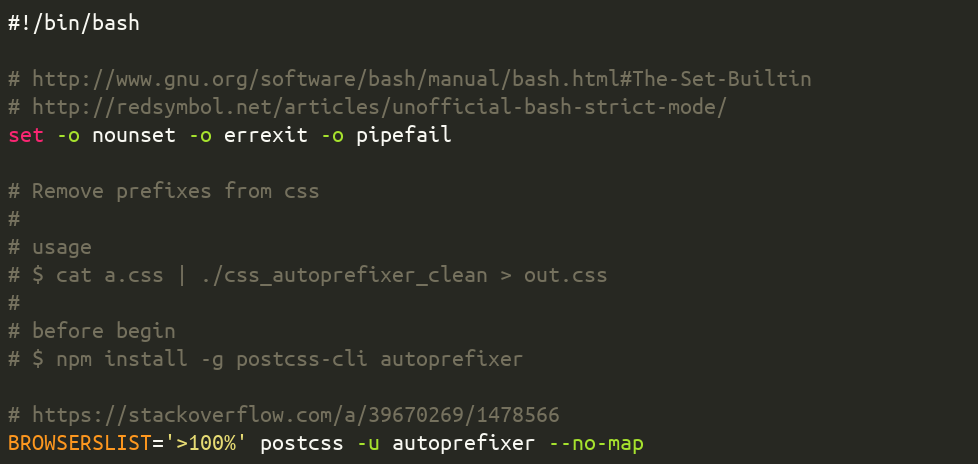 #!/bin/bash
# http://www.gnu.org/software/bash/manual/bash.html#The-Set-Builtin
# http://redsymbol.net/articles/unofficial-bash-strict-mode/
set -o nounset -o errexit -o pipefail
# Remove prefixes from css
#
# usage
# $ cat a.css | ./css_autoprefixer_clean > out.css
#
# before begin
# $ npm install -g postcss-cli autoprefixer
# https://stackoverflow.com/a/39670269/1478566
BROWSERSLIST='>100%' postcss -u autoprefixer --no-map